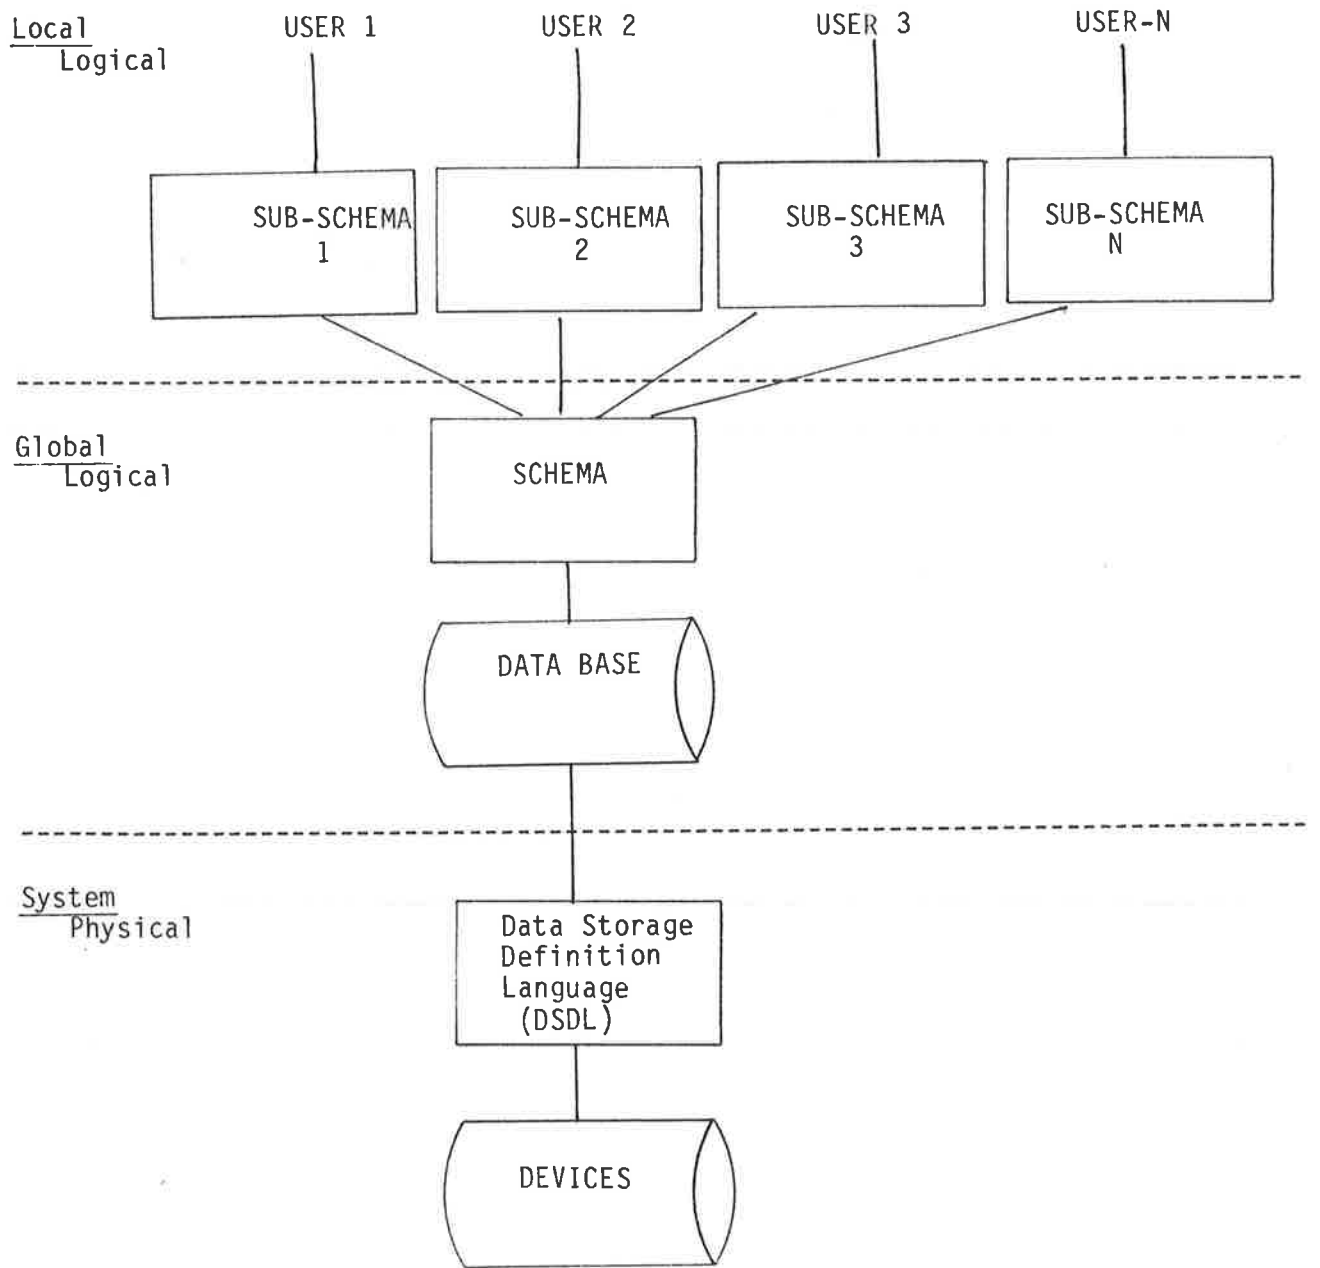 Local
Logical
USER 1
USER 2
USER 3
USER-N
SUB-SCHEMA
1
SUB-SCHEMA
2
SUB-SCHEMA
3
SUB-SCHEMA
N
Global
Logical
SCHEMA
DATA BASE
System
Physical
Data Storage
Definition
Language
(DSDL)
DEVICES